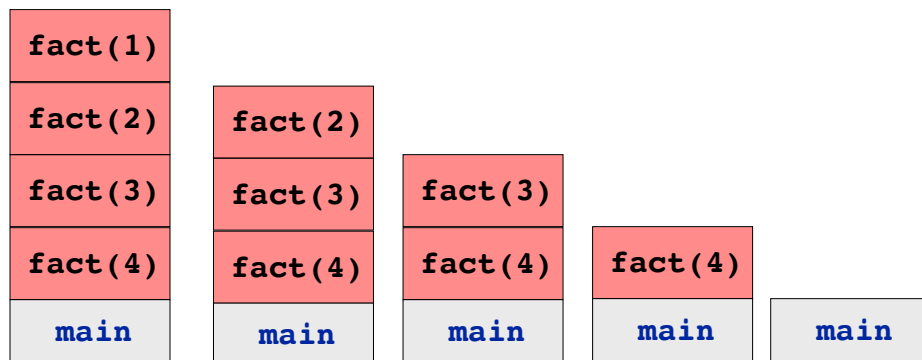 fact(1)
fact(2)
fact(3)
fact(4)
main
fact(2)
fact(3)
fact(4)
main
fact(3)
fact(4)
main
fact(4)
main
main